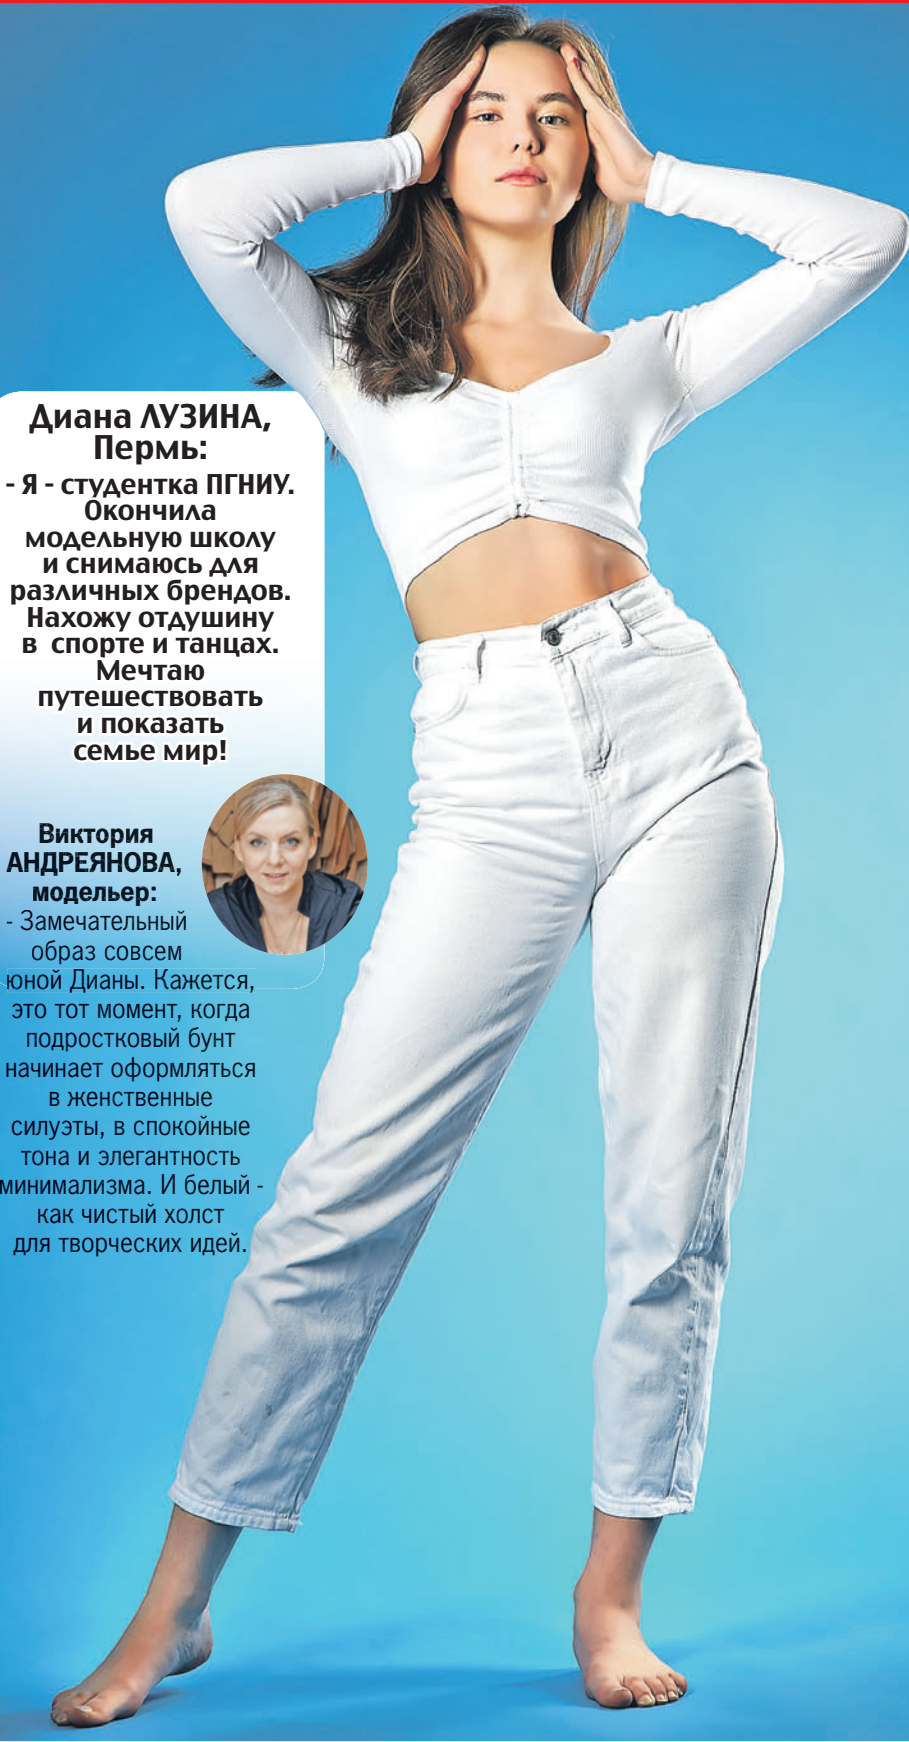 Диана ЛУЗИНА,
Пермь:
- Я - студентка ПГНИУ.
Окончила
модельную школу
и снимаюсь для
различных брендов.
Нахожу отдушину
в спорте и танцах.
Мечтаю
путешествовать
и показать
семье мир!
Виктория
АНДРЕЯНОВА,
модельер:
- Замечательный
образ совсем
юной Дианы. Кажется,
это тот момент, когда
подростковый бунт
начинает оформляться
в женственные
силуэты, в спокойные
тона и элегантность
минимализма. И белый -
как чистый холст
для творческих идей.